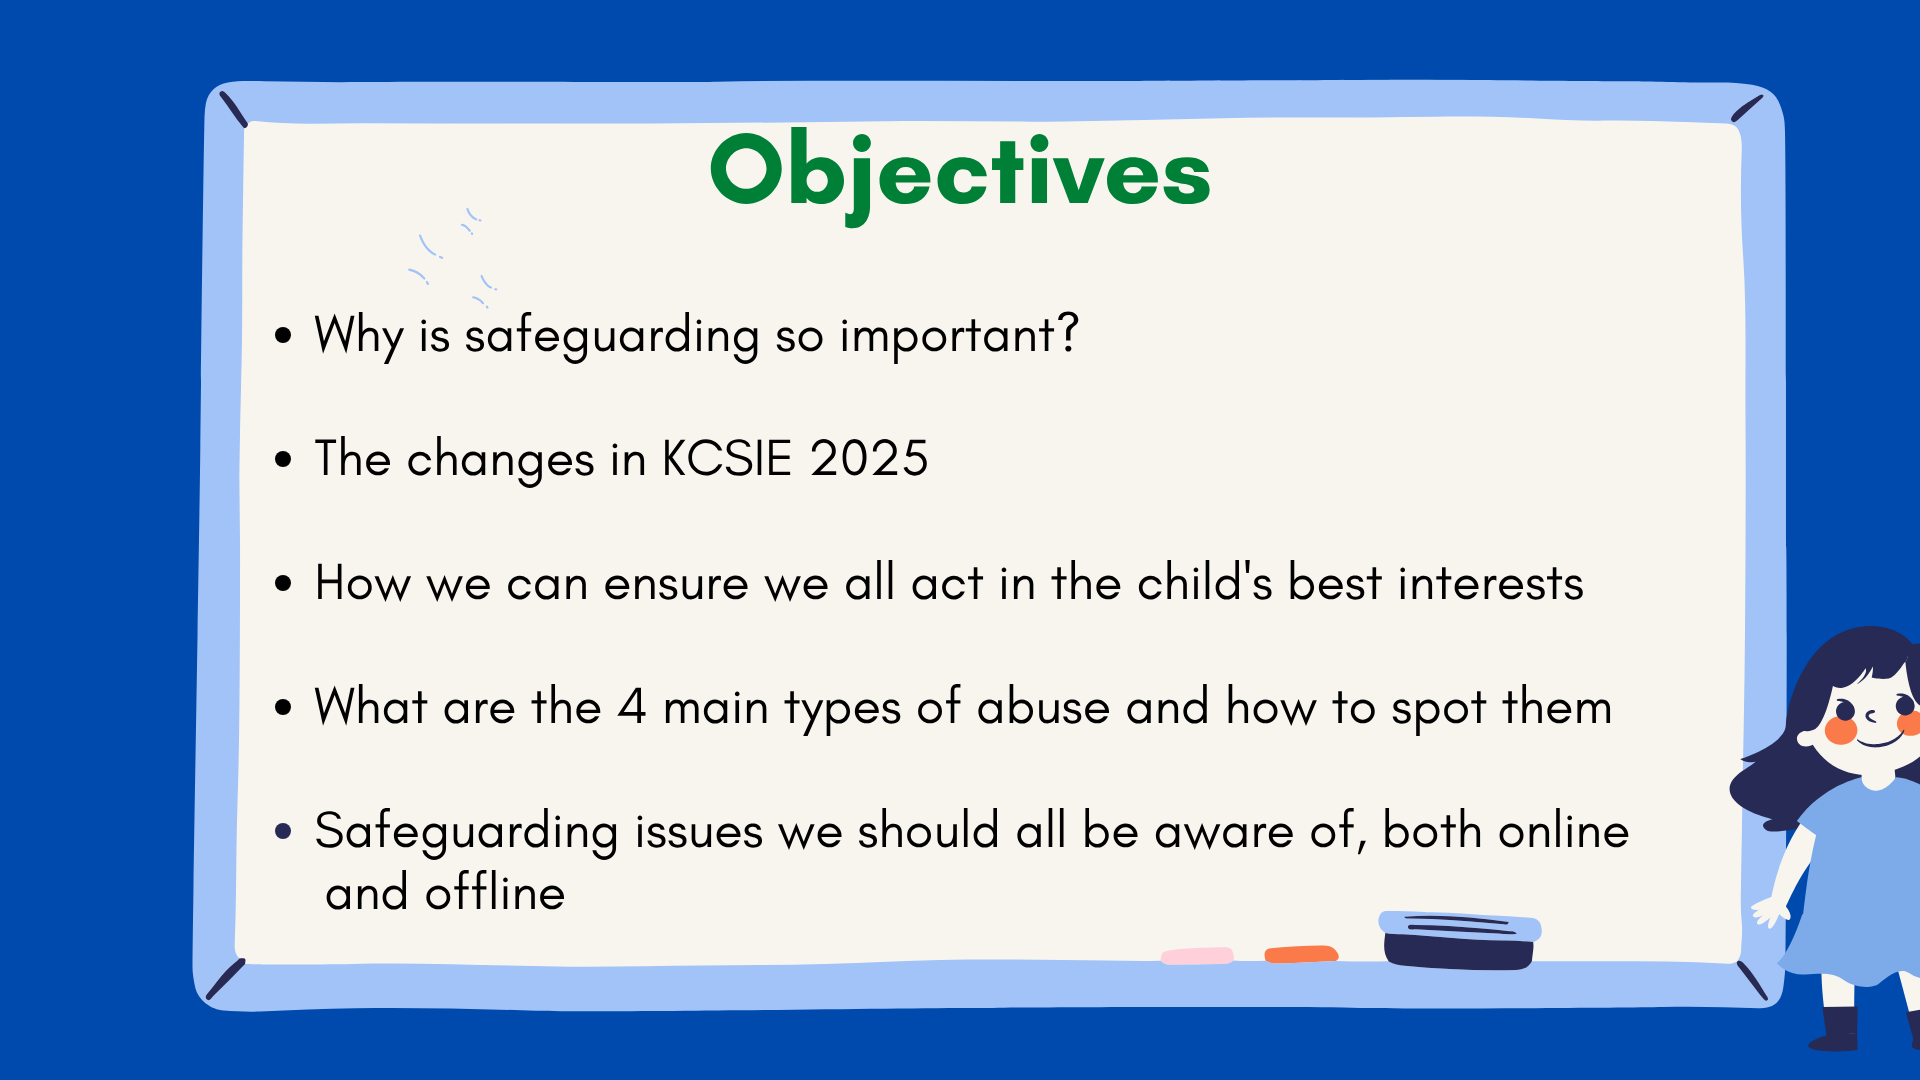 Objectives
• Why is safeguarding so important?
• The changes in KCSIE 2025
• How we can ensure we all act in the child's best interests
• What are the 4 main types of abuse and how to spot them
• Safeguarding issues we should all be aware of, both online
and offline